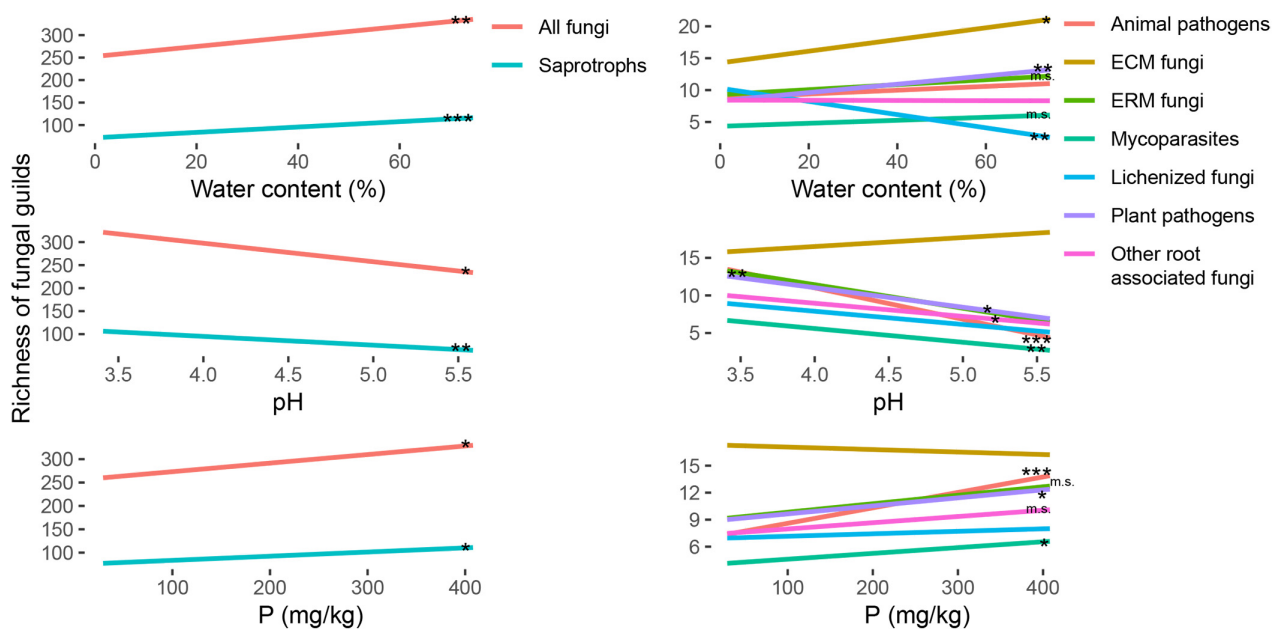 Richness of fungal guilds
300
250
200
150
100
**
***
0 20 40 60
Water content (%)
All fungi
Saprotrophs
20
15
10
5
*
**
m.s.
m.s.
**
0 20 40 60
Water content (%)
Animal pathogens
ECM fungi
ERM fungi
Mycoparasites
Lichenized fungi
Plant pathogens
Other root
associated fungi
300
250
200
150
100
*
**
3.5 4.0 4.5 5.0 5.5
pH
15
10
5
**
*
*
***
**
3.5 4.0 4.5 5.0 5.5
pH
300
250
200
150
100
*
*
100 200 300 400
P (mg/kg)
15
12
9
6
***
m.s.
*
m.s.
*
100 200 300 400
P (mg/kg)